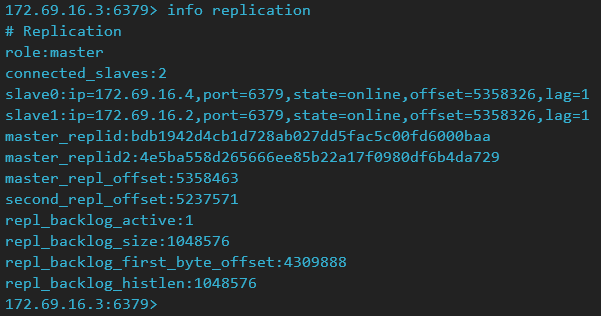 172.69.16.3:6379> info replication
# Replication
role:master
connected_slaves:2
slave0:ip=172.69.16.4,port=6379,state=online,offset=5358326,lag=1
slave1:ip=172.69.16.2,port=6379,state=online,offset=5358326,lag=1
master_replid:bdb1942d4cb1d728ab027dd5fac5c00fd6000baa
master_replid2:4e5ba558d265666ee85b22a17f0980df6b4da729
master_repl_offset:5358463
second_repl_offset:5237571
repl_backlog_active:1
repl_backlog_size:1048576
repl_backlog_first_byte_offset:4309888
repl_backlog_histlen:1048576
172.69.16.3:6379>